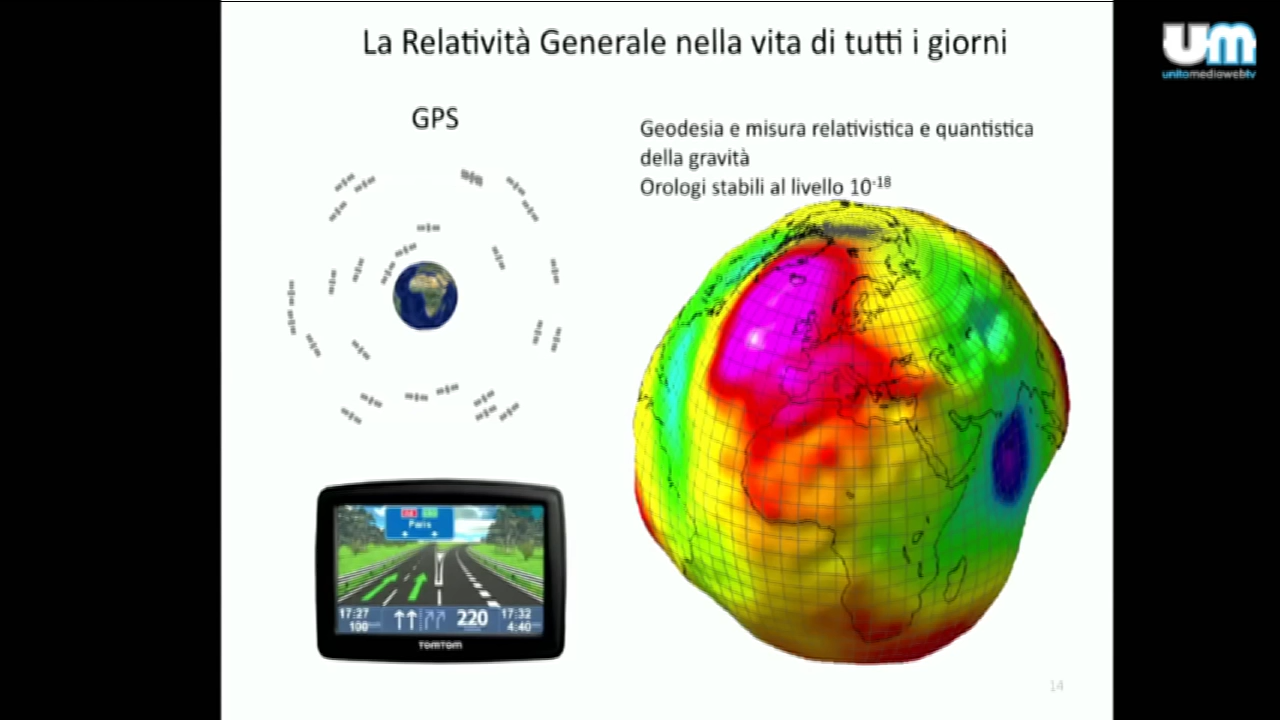 La Relatività Generale nella vita di tutti i giorni
um
unitomediawebtv
GPS
Geodesia e misura relativistica e quantistica
della gravità
Orologi stabili al livello 10⁻¹⁸
Paris
17:27
100
220
17:32
4:40
TOMTOM
14